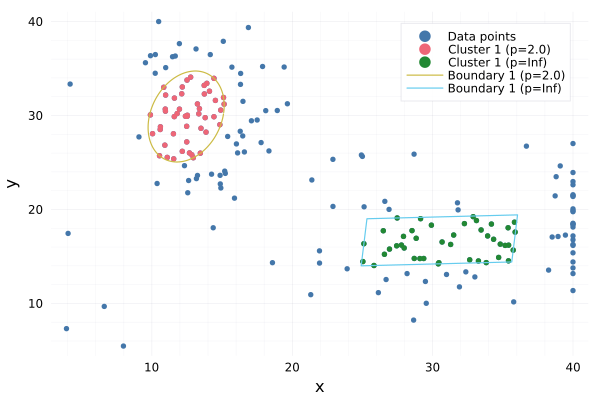 40
30
20
10
y
10
20
30
40
x
Data points
Cluster 1 (p=2.0)
Cluster 1 (p=Inf)
Boundary 1 (p=2.0)
Boundary 1 (p=Inf)